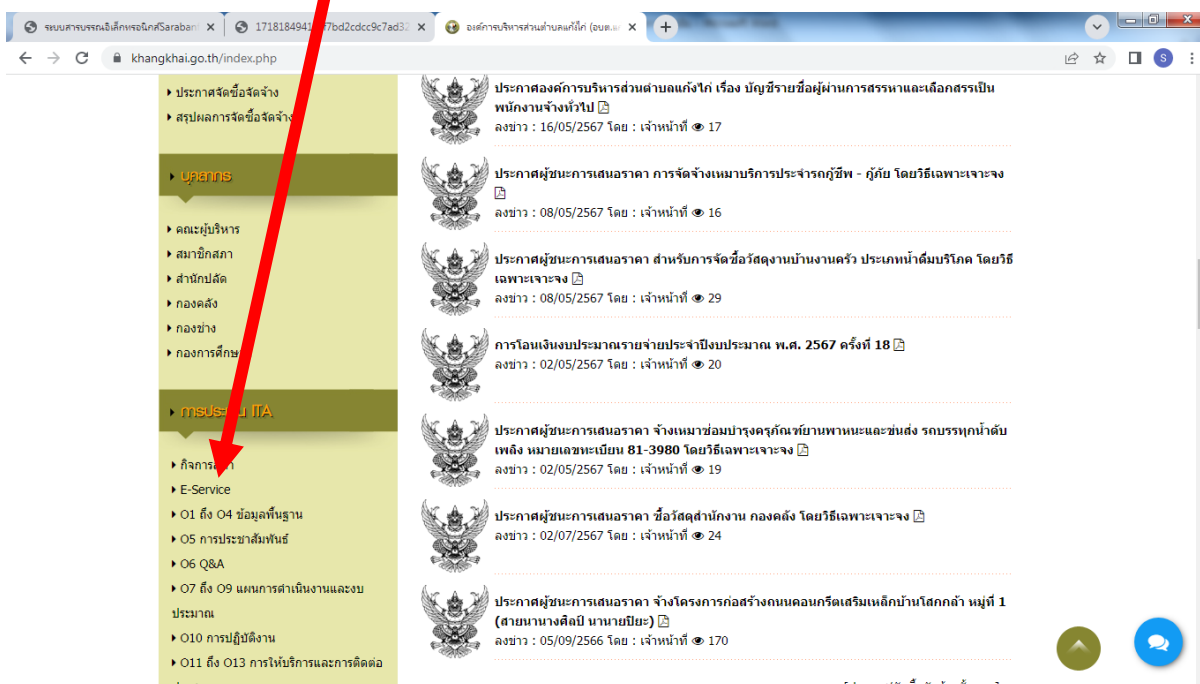 ระบบสารบรรณอิเล็กทรอนิกส์Saraban
องค์การบริหารส่วนตำบลแก้งไก่ (อบต.แก
khangkhai.go.th/index.php
S
ประกาศจัดซื้อจัดจ้าง
สรุปผลการจัดซื้อจัดจ้าง
บุคลากร
คณะผู้บริหาร
สมาชิกสภา
สำนักปลัด
กองคลัง
กองช่าง
กองการศึกษา
การประเมิน ITA
กิจการสภา
E-Service
O1 ถึง O4 ข้อมูลพื้นฐาน
O5 การประชาสัมพันธ์
O6 Q&A
O7 ถึง O9 แผนการดำเนินงานและงบ
ประมาณ
O10 การปฏิบัติงาน
O11 ถึง O13 การให้บริการและการติดต่อ
ประกาศองค์การบริหารส่วนตำบลแก้งไก่ เรื่อง บัญชีรายชื่อผู้ผ่านการสรรหาและเลือกสรรเป็น
พนักงานจ้างทั่วไป
ลงข่าว : 16/05/2567 โดย : เจ้าหน้าที่ 17
ประกาศผู้ชนะการเสนอราคา การจัดจ้างเหมาบริการประจำรถกู้ชีพ - กู้ภัย โดยวิธีเฉพาะเจาะจง
ลงข่าว : 08/05/2567 โดย : เจ้าหน้าที่ 16
ประกาศผู้ชนะการเสนอราคา สำหรับการจัดซื้อวัสดุงานบ้านงานครัว ประเภทน้ำดื่มบริโภค โดยวิธี
เฉพาะเจาะจง
ลงข่าว : 08/05/2567 โดย : เจ้าหน้าที่ 29
การโอนเงินงบประมาณรายจ่ายประจำปีงบประมาณ พ.ศ. 2567 ครั้งที่ 18
ลงข่าว : 02/05/2567 โดย : เจ้าหน้าที่ 20
ประกาศผู้ชนะการเสนอราคา จ้างเหมาซ่อมบำรุงครุภัณฑ์ยานพาหนะและขนส่ง รถบรรทุกน้ำดับ
เพลิง หมายเลขทะเบียน 81-3980 โดยวิธีเฉพาะเจาะจง
ลงข่าว : 02/05/2567 โดย : เจ้าหน้าที่ 19
ประกาศผู้ชนะการเสนอราคา ซื้อวัสดุสำนักงาน กองคลัง โดยวิธีเฉพาะเจาะจง
ลงข่าว : 02/07/2567 โดย : เจ้าหน้าที่ 24
ประกาศผู้ชนะการเสนอราคา จ้างโครงการก่อสร้างถนนคอนกรีตเสริมเหล็กบ้านโสกกล้า หมู่ที่ 1
(สายนานางศิลป์ นานายปิยะ)
ลงข่าว : 05/09/2566 โดย : เจ้าหน้าที่ 170